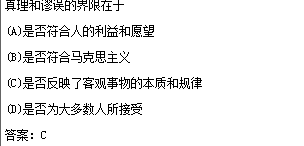 真理和谬误的界限在于
(A)是否符合人的利益和愿望
(B)是否符合马克思主义
(C)是否反映了客观事物的本质和规律
(D)是否为大多数人所接受
答案：C